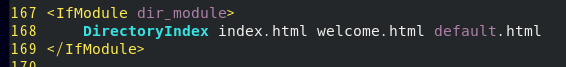 167 <IfModule dir_module>
168     DirectoryIndex index.html welcome.html default.html
169 </IfModule>